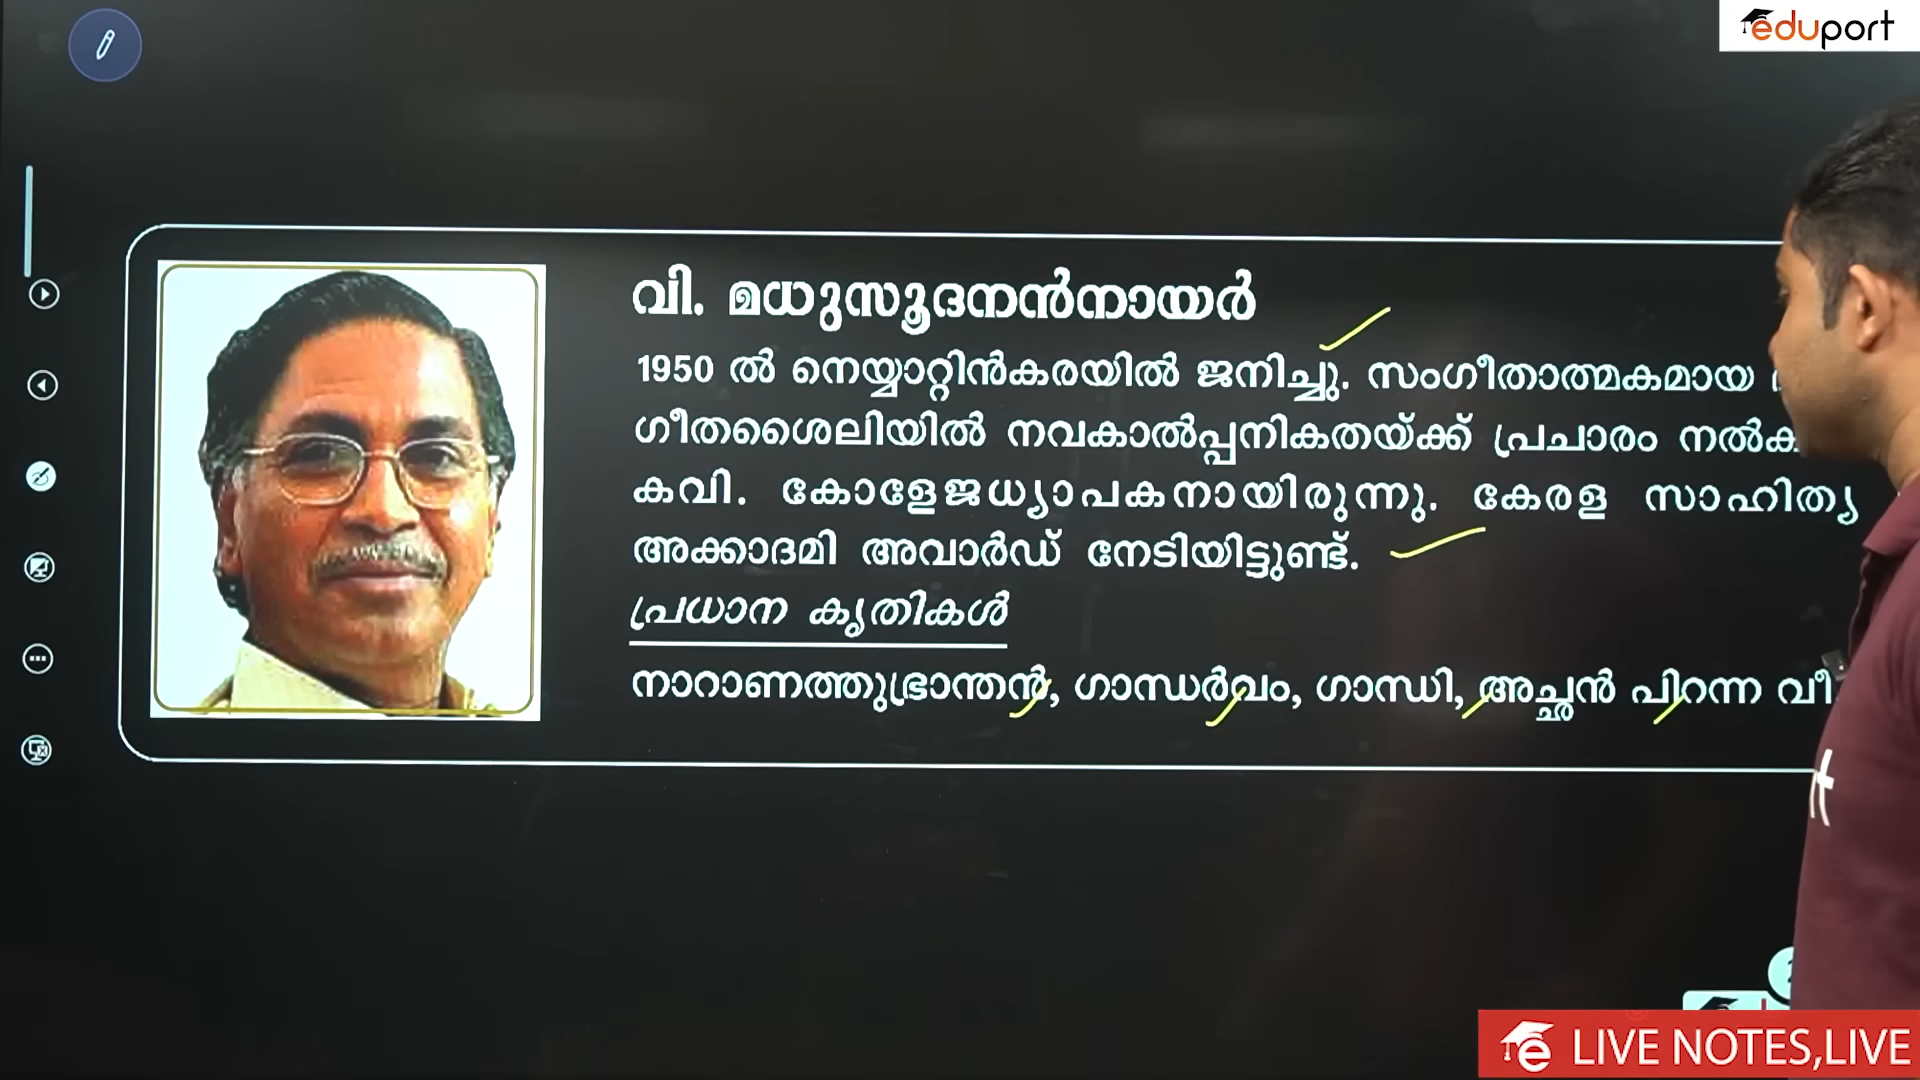 eduport
വി. മധുസൂദനൻനായർ
1950 ൽ നെയ്യാറ്റിൻകരയിൽ ജനിച്ചു. സംഗീതാത്മകമായ
ഗീതശൈലിയിൽ നവകാൽപ്പനികതയ്ക്ക് പ്രചാരം
കവി. കോളേജധ്യാപകനായിരുന്നു. കേരള സാഹിത്യ
അക്കാദമി അവാർഡ് നേടിയിട്ടുണ്ട്.
പ്രധാന കൃതികൾ
നാറാണത്തുഭ്രാന്തൻ, ഗാന്ധർവം, ഗാന്ധി, അച്ഛൻ പിറന്ന
LIVE NOTES,LIVE